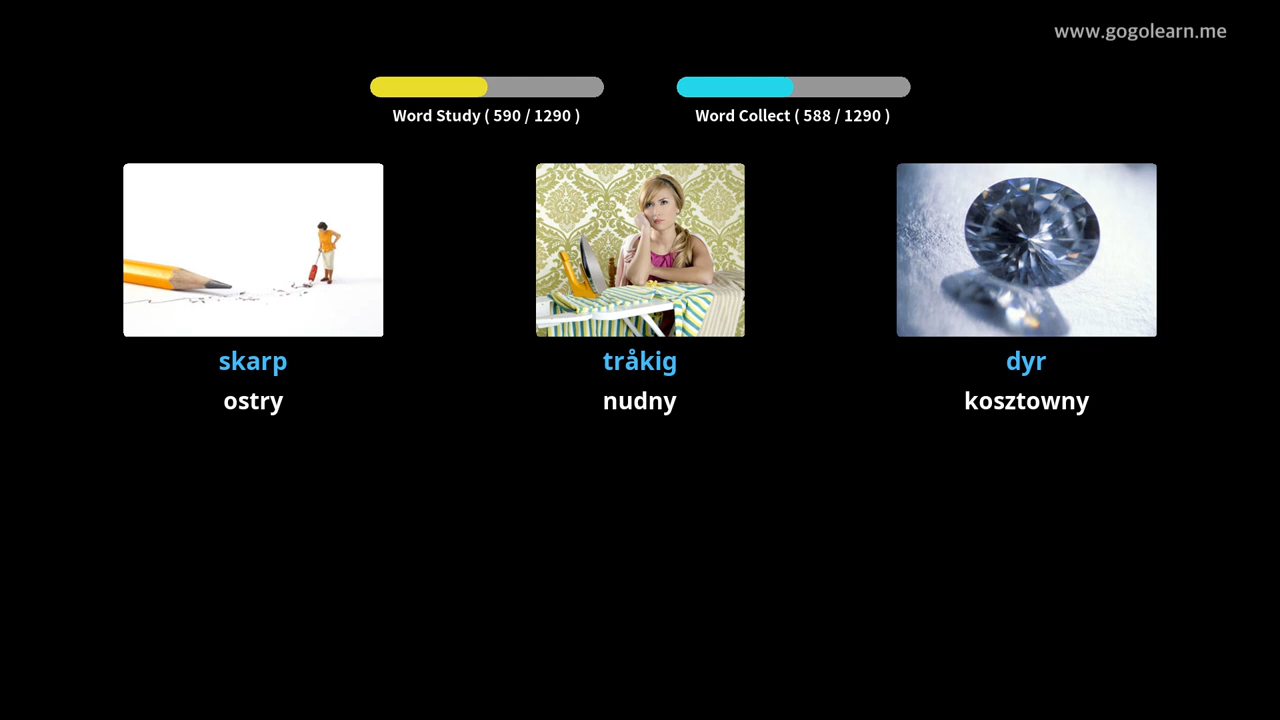 www.gogolearn.me
Word Study ( 590 / 1290 )
Word Collect ( 588 / 1290 )
skarp
tråkig
dyr
ostry
nudny
kosztowny